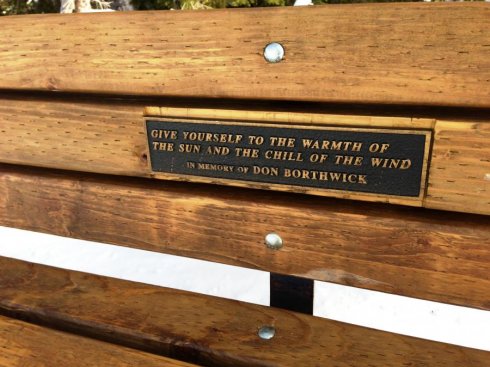 GIVE YOURSELF TO THE WARMTH OF
THE SUN AND THE CHILL OF THE WIND
IN MEMORY OF DON BORTHWICK